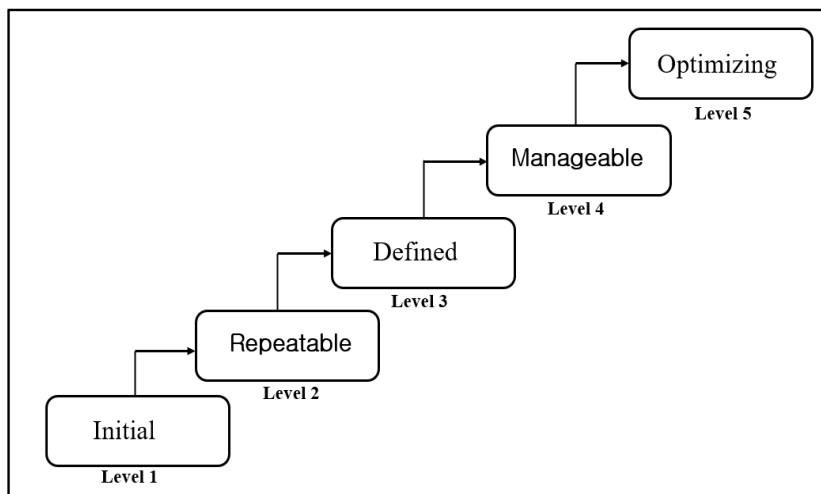 Optimizing
Level 5
Manageable
Level 4
Defined
Level 3
Repeatable
Level 2
Initial
Level 1